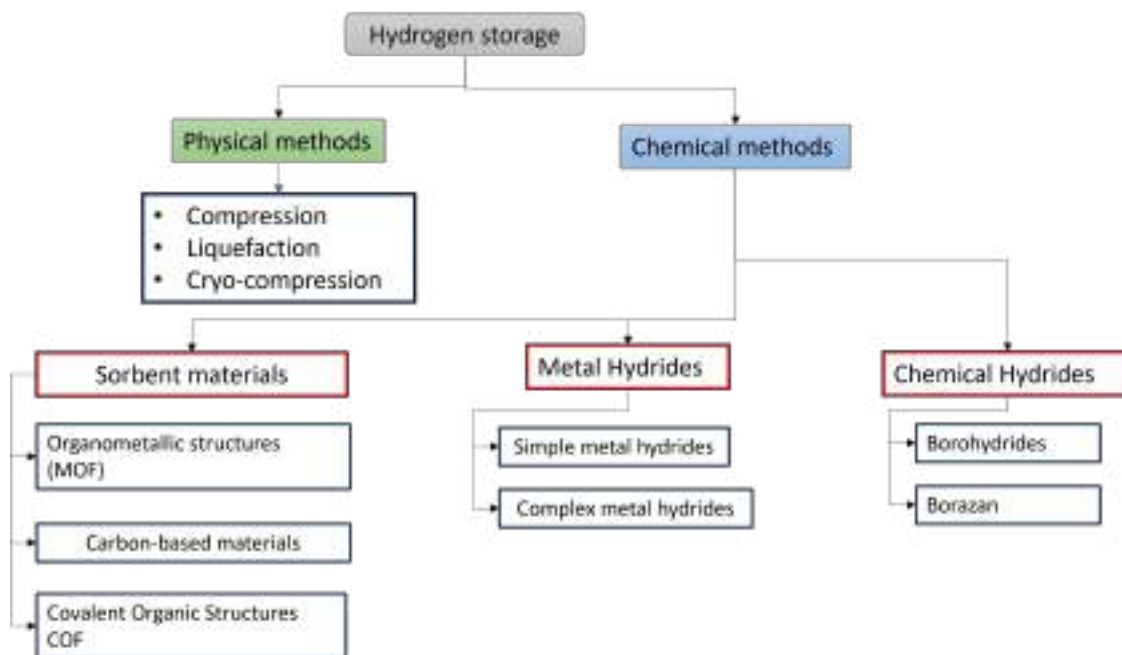 Hydrogen storage
Physical methods
Chemical methods
• Compression
• Liquefaction
• Cryo-compression
Sorbent materials
Metal Hydrides
Chemical Hydrides
Organometallic structures
(MOF)
Simple metal hydrides
Borohydrides
Complex metal hydrides
Borazan
Carbon-based materials
Covalent Organic Structures
COF